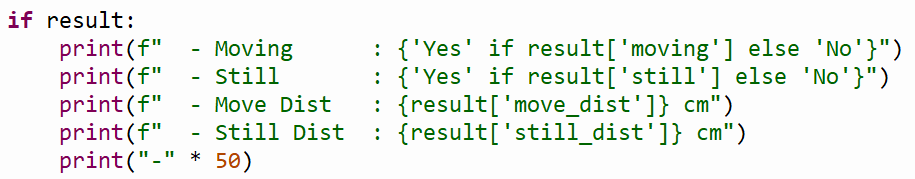 if result:
    print(f"  - Moving      : {'Yes' if result['moving'] else 'No'}")
    print(f"  - Still       : {'Yes' if result['still'] else 'No'}")
    print(f"  - Move Dist   : {result['move_dist']} cm")
    print(f"  - Still Dist  : {result['still_dist']} cm")
    print("-" * 50)